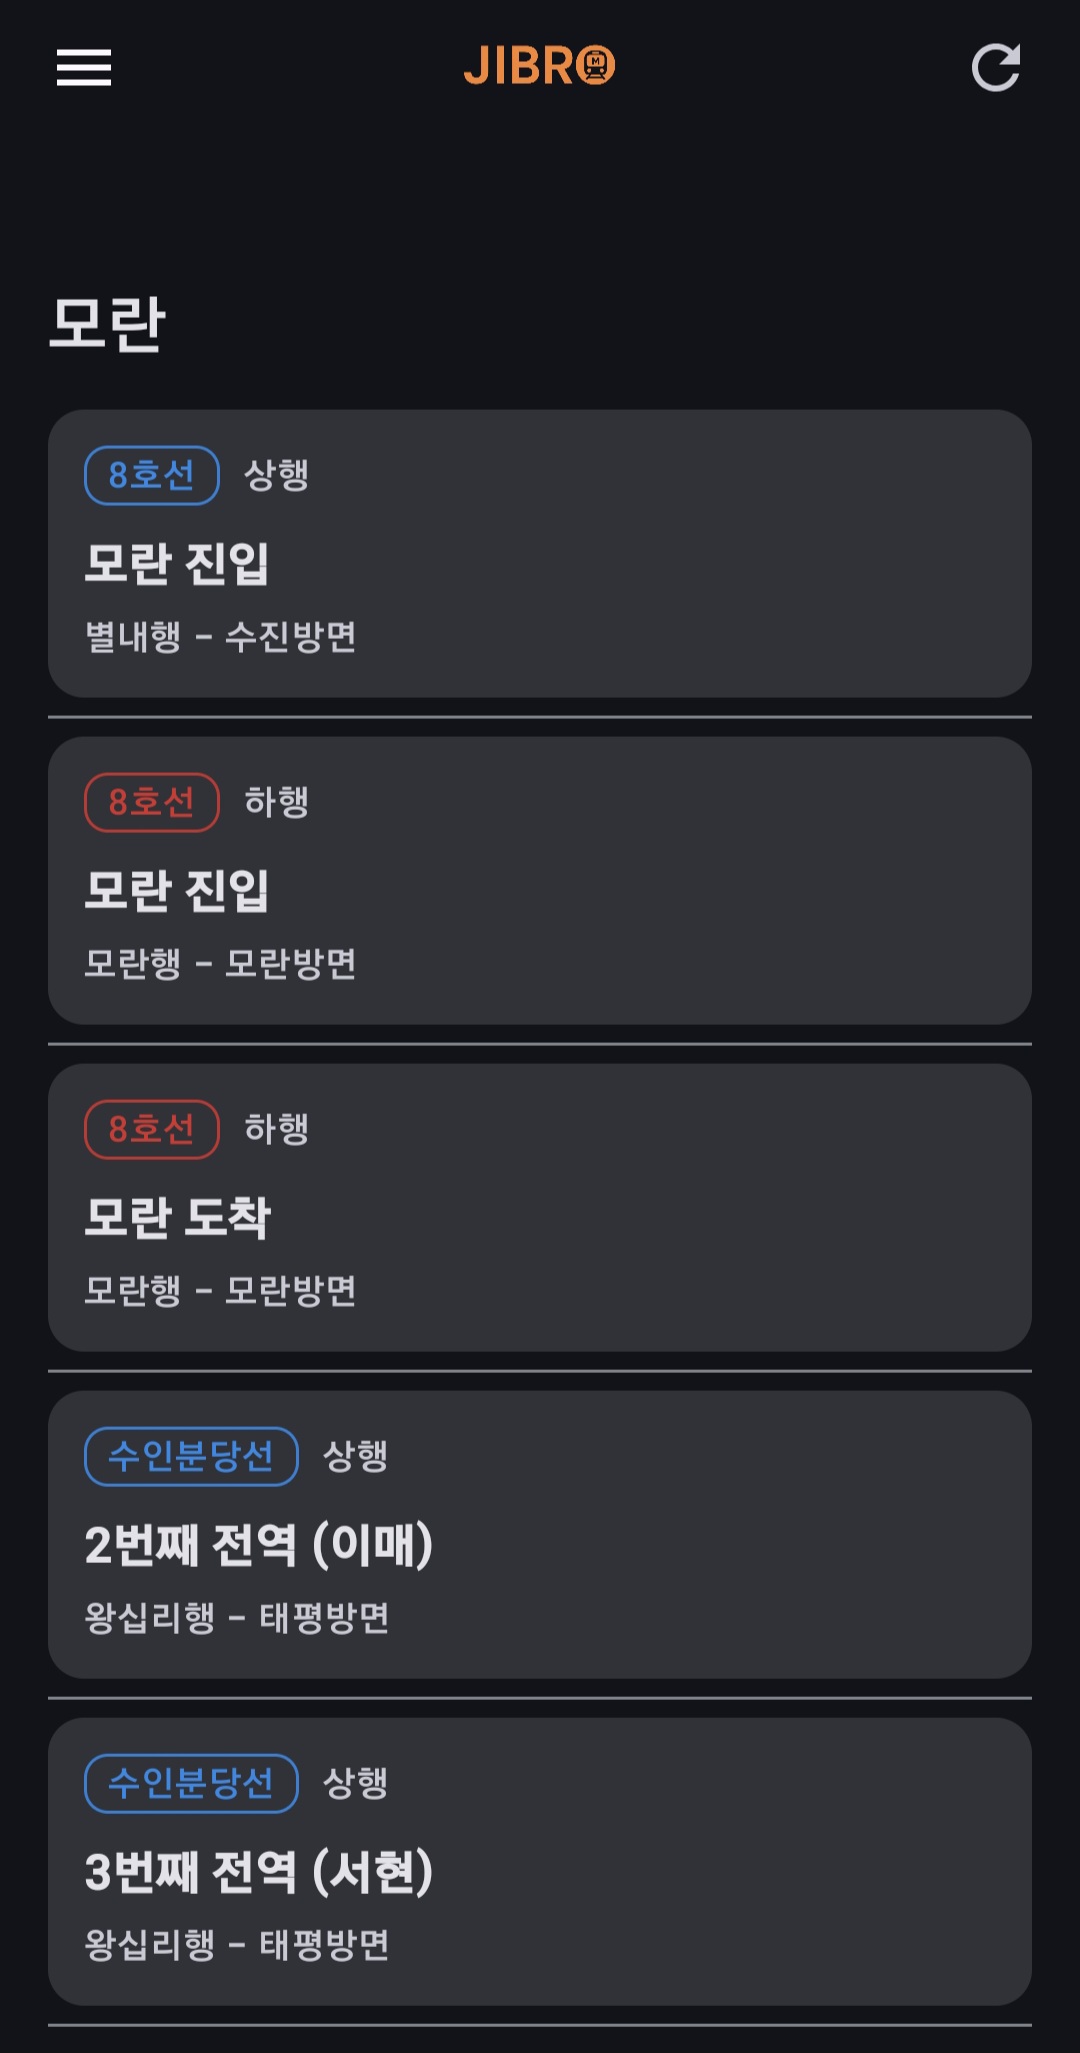 JIBRO
모란
8호선 상행
모란 진입
별내행 - 수진방면
8호선 하행
모란 진입
모란행 - 모란방면
8호선 하행
모란 도착
모란행 - 모란방면
수인분당선 상행
2번째 전역 (이매)
왕십리행 - 태평방면
수인분당선 상행
3번째 전역 (서현)
왕십리행 - 태평방면